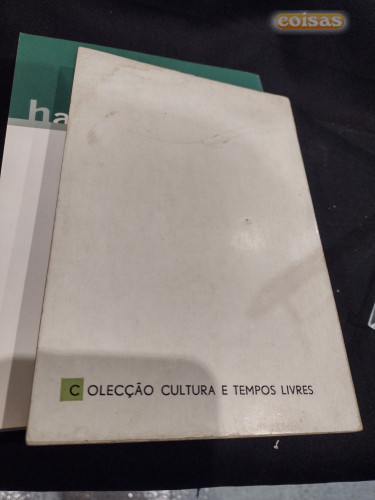 coisas
ha
COLECÇÃO CULTURA E TEMPOS LIVRES